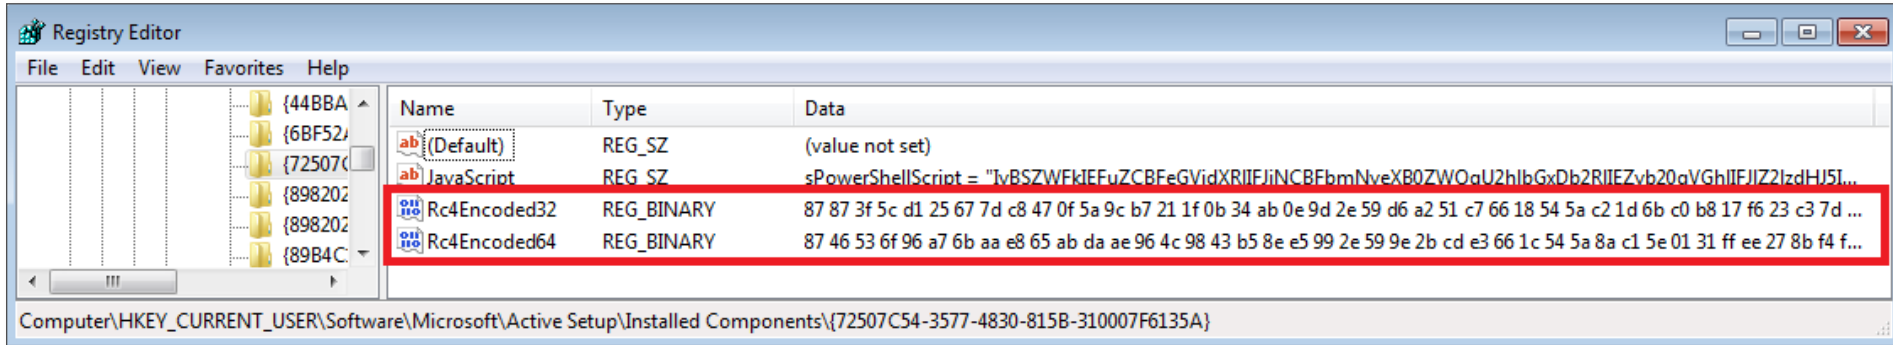 Registry Editor
File Edit View Favorites Help
{44BBA
{6BF52A
{72507C
{89820Z
{89820Z
{89B4C
Name Type Data
(Default) REG_SZ (value not set)
JavaScript REG_SZ sPowerShellScript = "IyBSZWFkIEFuZCBFeGVjdXRlIFJjNCBFbmNyeXB0ZWQgU2hlbGxDb2RlIEZyb20gVGhlIFJlZ2lzdHJ5I...
Rc4Encoded32 REG_BINARY 87 87 3f 5c d1 25 67 7d c8 47 0f 5a 9c b7 21 1f 0b 34 ab 0e 9d 2e 59 d6 a2 51 c7 66 18 54 5a c2 1d 6b c0 b8 17 f6 23 c3 7d ...
Rc4Encoded64 REG_BINARY 87 46 53 6f 96 a7 6b aa e8 65 ab da ae 96 4c 98 43 b5 8e e5 99 2e 59 9e 2b cd e3 66 1c 54 5a 8a c1 5e 01 31 ff ee 27 8b f4 f...
Computer\HKEY_CURRENT_USER\Software\Microsoft\Active Setup\Installed Components\{72507C54-3577-4830-815B-310007F6135A}